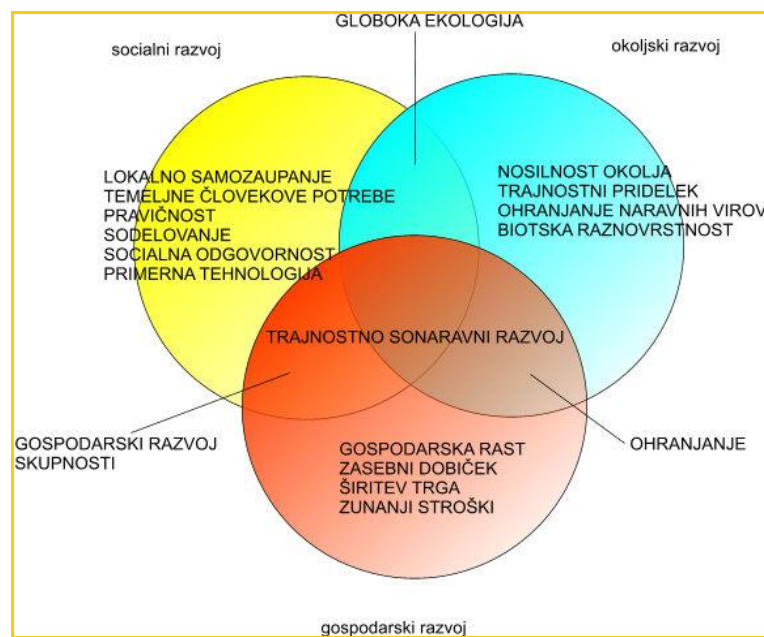 GLOBOKA EKOLOGIJA
socialni razvoj
okoljski razvoj
LOKALNO SAMOZAUPANJE
TEMELJNE ČLOVEKOVE POTREBE
PRAVIČNOST
SODELOVANJE
SOCIALNA ODGOVORNOST
PRIMERNA TEHNOLOGIJA
NOSILNOST OKOLJA
TRAJNOSTNI PRIDELEK
OHRANJANJE NARAVNIH VIROV
BIOTSKA RAZNOVRSTNOST
TRAJNOSTNO SONARAVNI RAZVOJ
GOSPODARSKI RAZVOJ
SKUPNOSTI
OHRANJANJE
GOSPODARSKA RAST
ZASEBNI DOBIČEK
ŠIRITEV TRGA
ZUNANJI STROŠKI
gospodarski razvoj